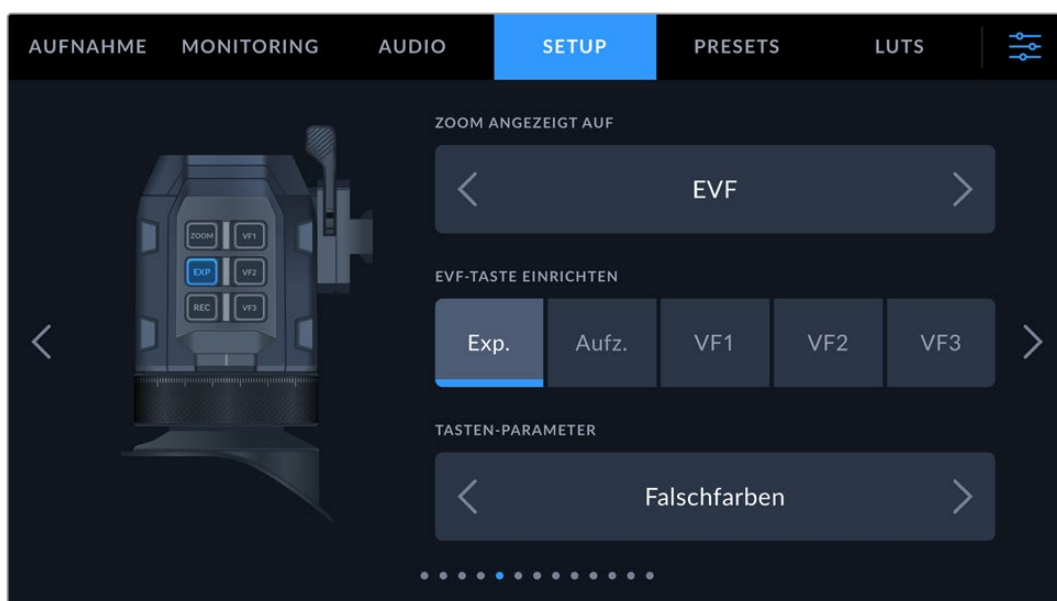 AUFNAHME MONITORING AUDIO SETUP PRESETS LUTS
ZOOM ANGEZEIGT AUF
EVF
ZOOM VF1
EXP VF2
REC VF3
EVF-TASTE EINRICHTEN
Exp. Aufz. VF1 VF2 VF3
TASTEN-PARAMETER
Falschfarben